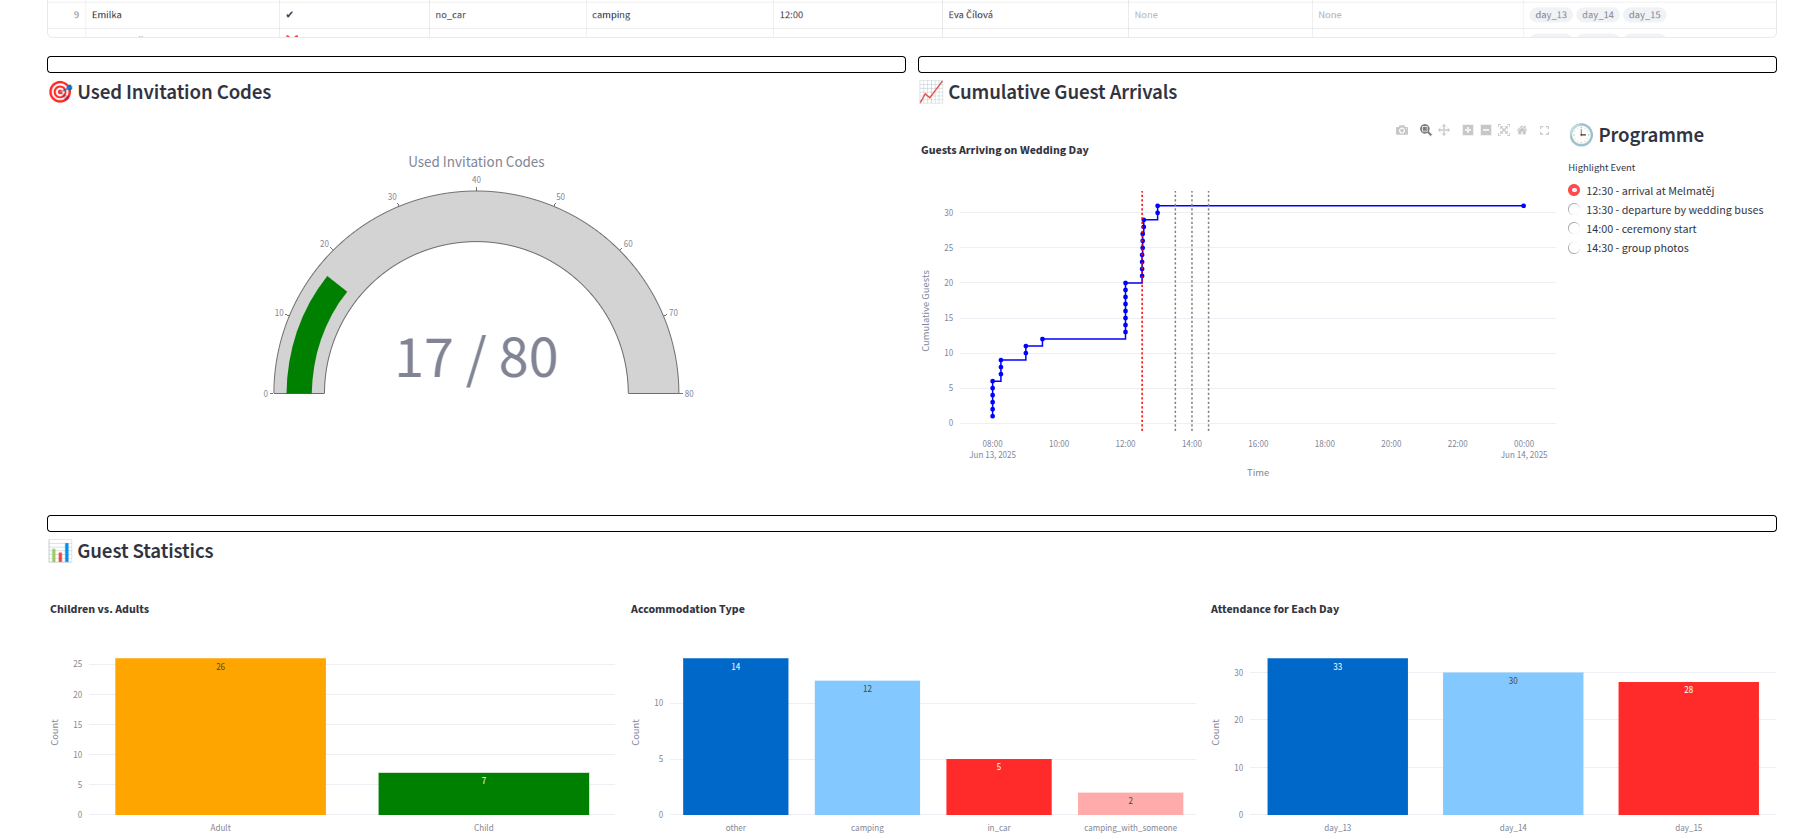 9 Emilka ✔ no_car camping 12:00 Eva Čílová None None day_13 day_14 day_15
🎯 Used Invitation Codes
📈 Cumulative Guest Arrivals
Used Invitation Codes
0 10 20 30 40 50 60 70 80
17 / 80
Guests Arriving on Wedding Day
Cumulative Guests
30
25
20
15
10
5
0
08:00 10:00 12:00 14:00 16:00 18:00 20:00 22:00 00:00
Jun 13, 2025 Jun 14, 2025
Time
🕒 Programme
Highlight Event
12:30 - arrival at Melmatěj
13:30 - departure by wedding buses
14:00 - ceremony start
14:30 - group photos
📊 Guest Statistics
Children vs. Adults
Count
25
20
15
10
5
0
26
7
Adult Child
Accommodation Type
Count
10
5
0
14
12
5
2
other camping in_car camping_with_someone
Attendance for Each Day
Count
30
20
10
0
33
30
28
day_13 day_14 day_15